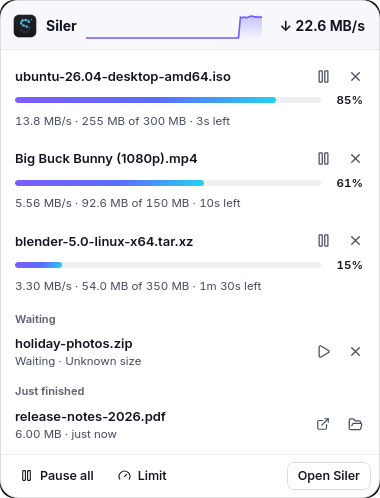 Siler
↓ 22.6 MB/s
ubuntu-26.04-desktop-amd64.iso
85%
13.8 MB/s · 255 MB of 300 MB · 3s left
Big Buck Bunny (1080p).mp4
61%
5.56 MB/s · 92.6 MB of 150 MB · 10s left
blender-5.0-linux-x64.tar.xz
15%
3.30 MB/s · 54.0 MB of 350 MB · 1m 30s left
Waiting
holiday-photos.zip
Waiting · Unknown size
Just finished
release-notes-2026.pdf
6.00 MB · just now
Pause all
Limit
Open Siler